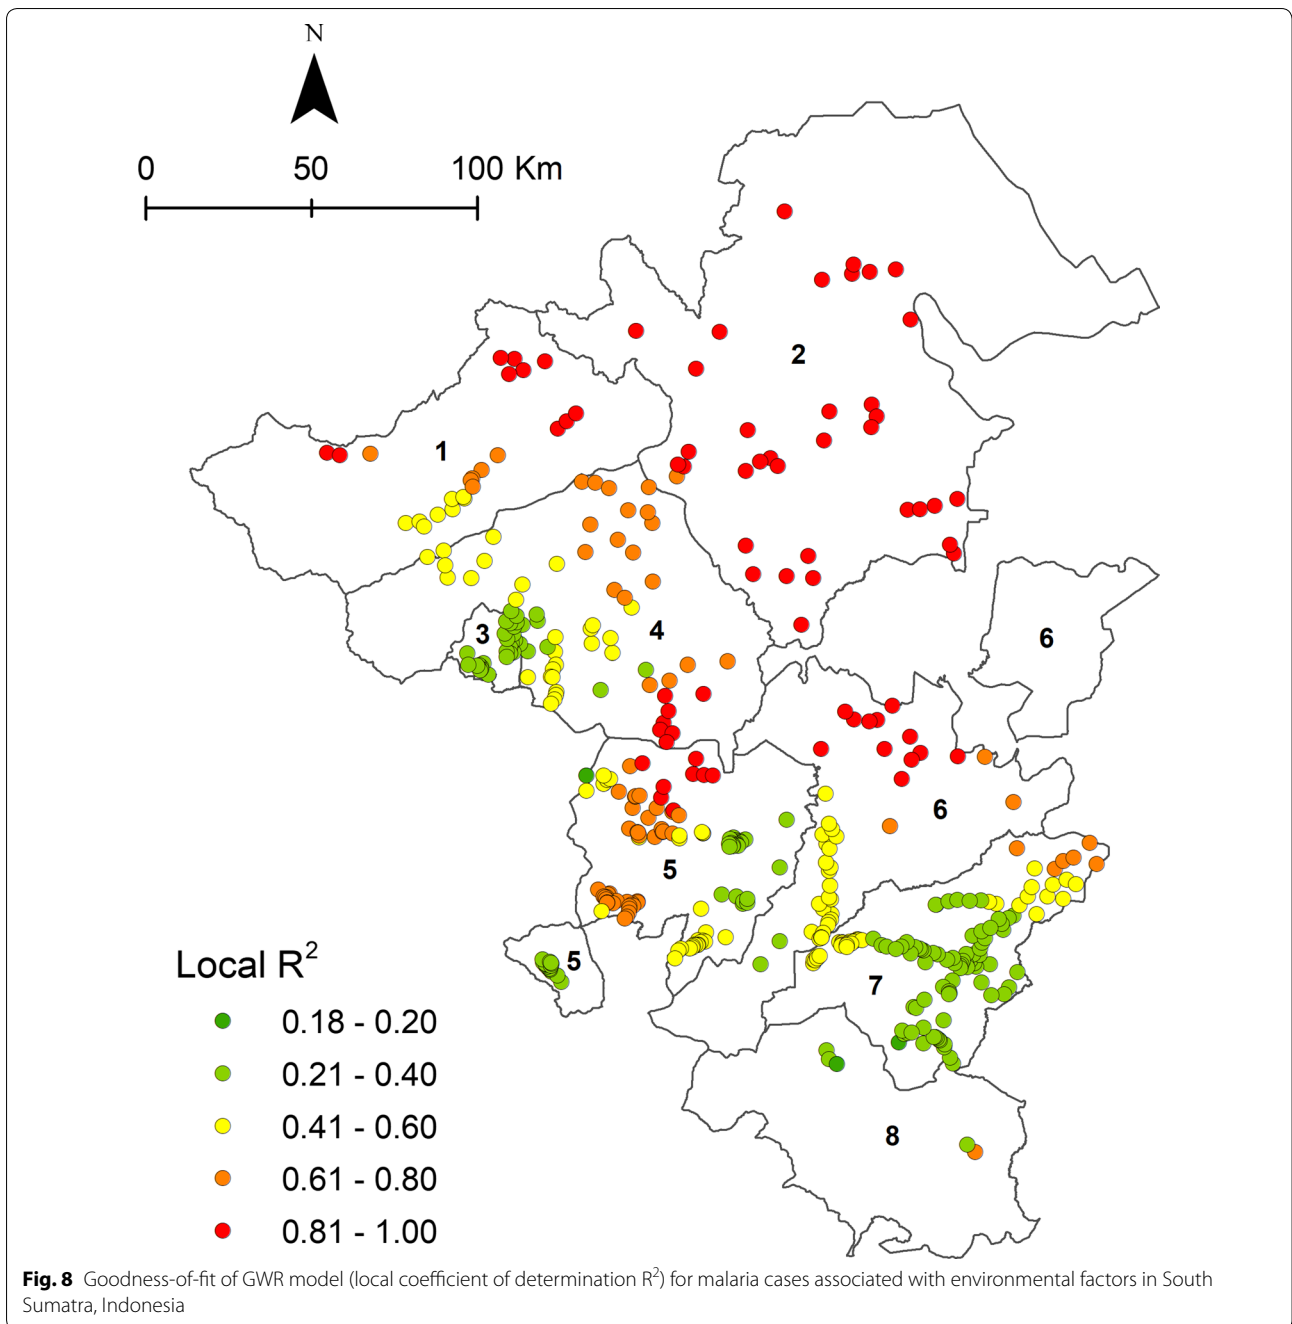 N
0 50 100 Km
2
1
3
4
6
6
5
5
7
8
Local R²
0.18 - 0.20
0.21 - 0.40
0.41 - 0.60
0.61 - 0.80
0.81 - 1.00
Fig. 8 Goodness-of-fit of GWR model (local coefficient of determination R²) for malaria cases associated with environmental factors in South
Sumatra, Indonesia